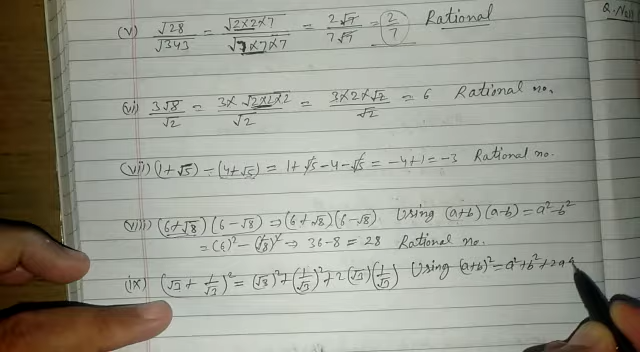 Q.No.1
(v) √28/√343 = √2×2×7/√7×7×7 = 2√7/7√7 = 2/7 Rational
(vi) 3√8/√2 = 3×√2×2×2/√2 = 3×2×√2/√2 = 6 Rational no.
(vii) (1+√5) - (4+√5) = 1+√5-4-√5 = -4+1 = -3 Rational no.
(viii) (6+√8)(6-√8) ⇒ (6+√8)(6-√8). Using (a+b)(a-b) = a²-b²
= (6)² - (√8)² ⇒ 36-8 = 28 Rational no.
(ix) (√3 + 1/√3)² = (√3)² + (1/√3)² + 2(√3)(1/√3) Using (a+b)² = a²+b²+2a